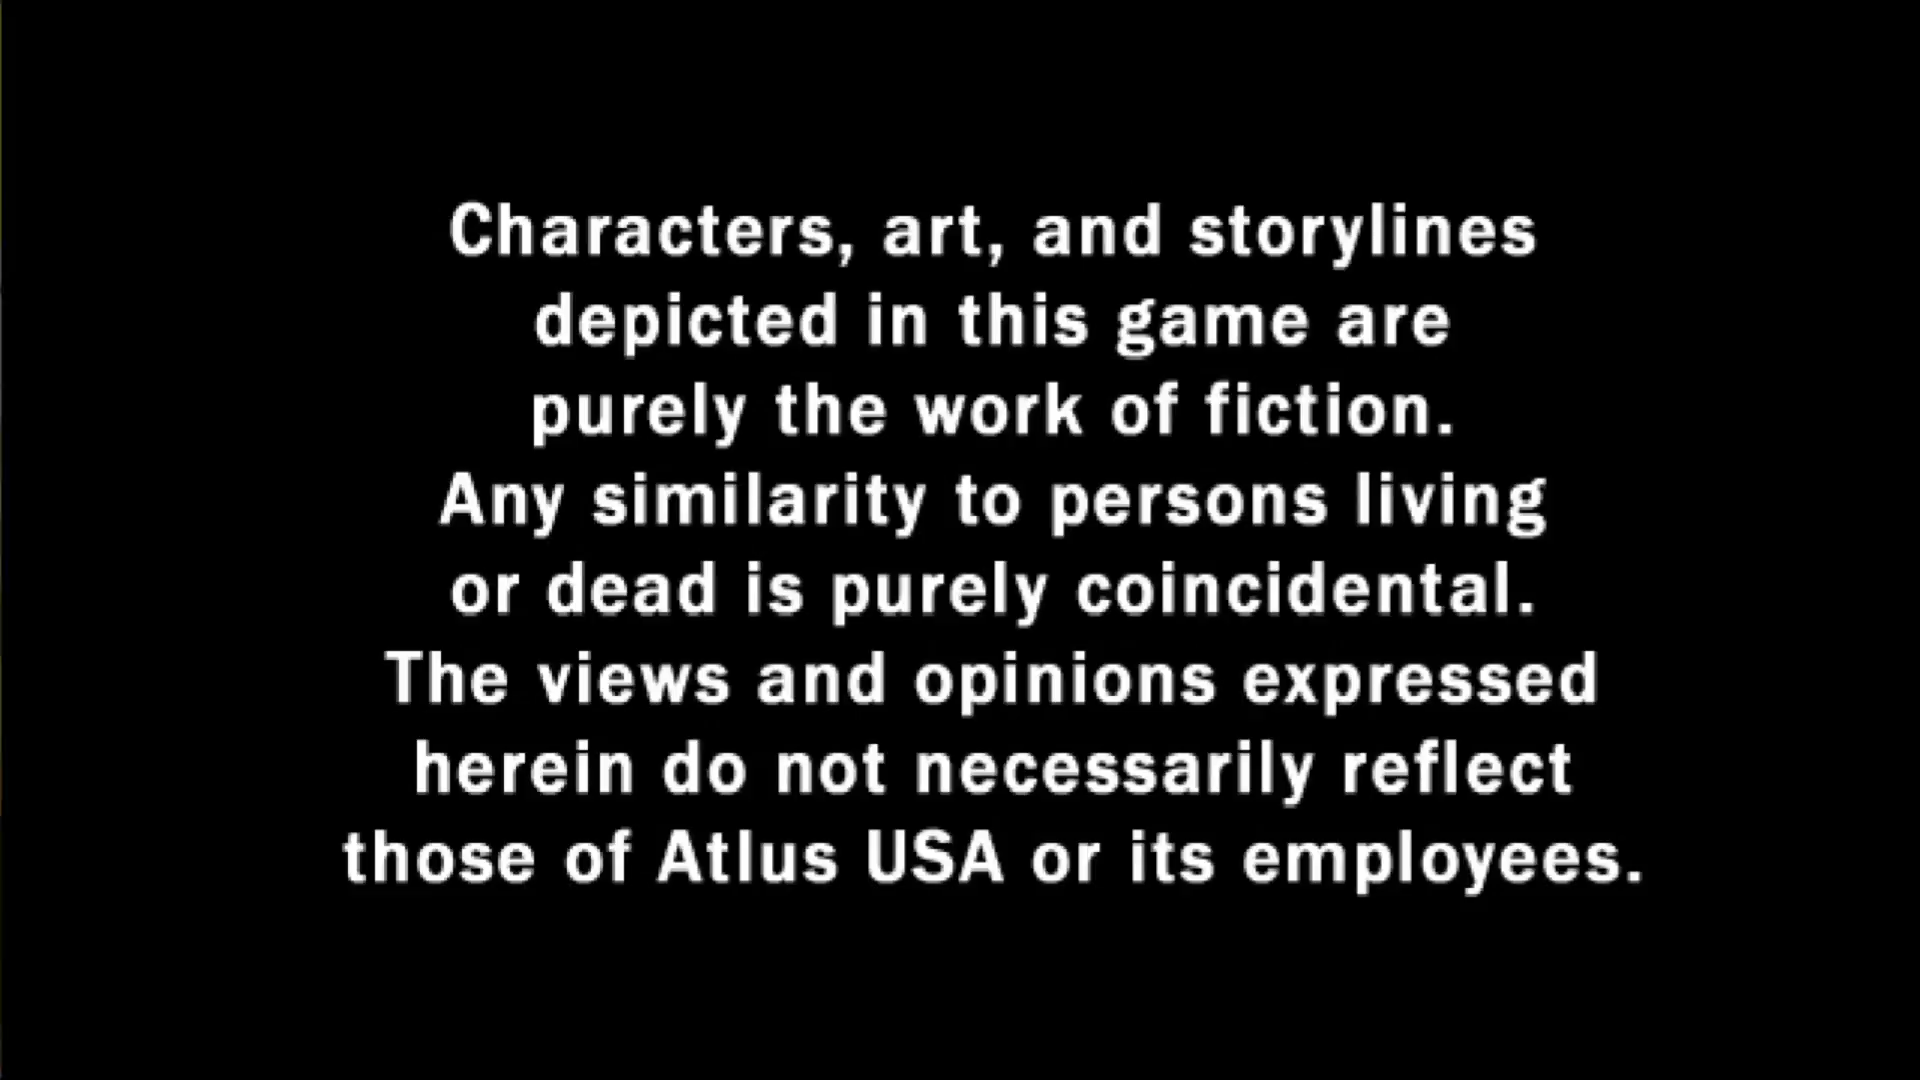 Characters, art, and storylines
depicted in this game are
purely the work of fiction.
Any similarity to persons living
or dead is purely coincidental.
The views and opinions expressed
herein do not necessarily reflect
those of Atlus USA or its employees.